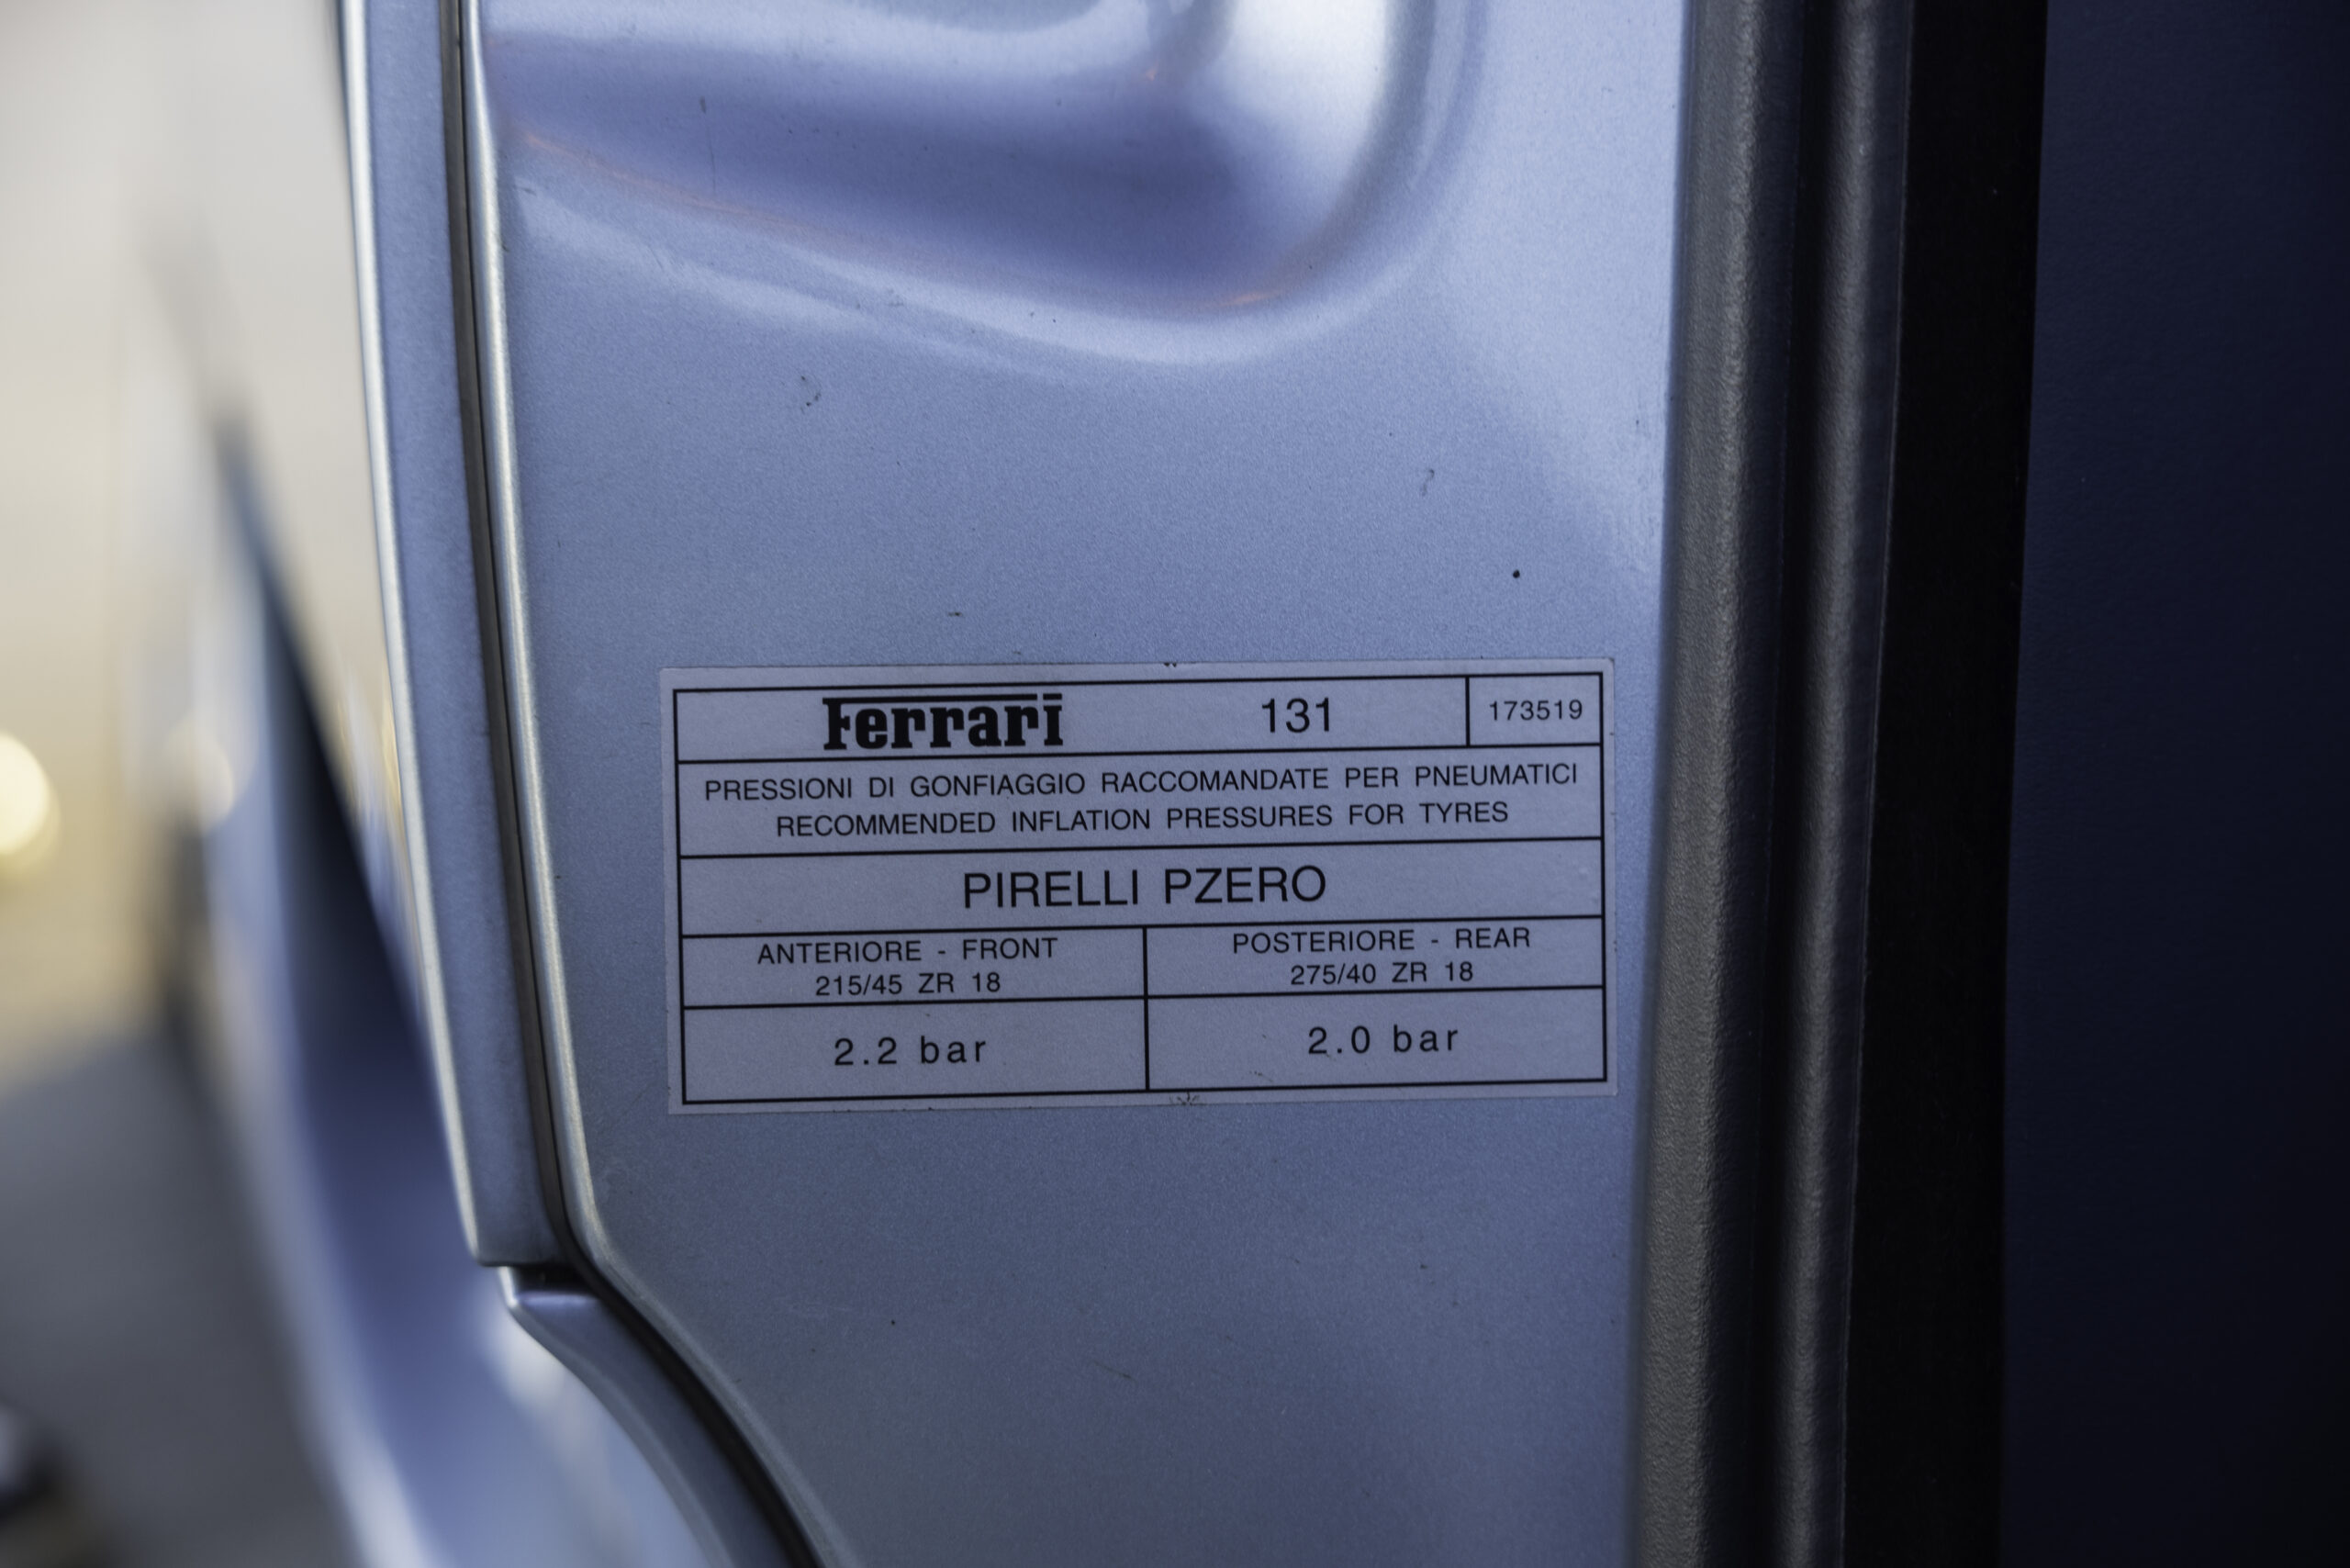 Ferrari 131 173519
PRESSIONI DI GONFIAGGIO RACCOMANDATE PER PNEUMATICI
RECOMMENDED INFLATION PRESSURES FOR TYRES
PIRELLI PZERO
ANTERIORE - FRONT
215/45 ZR 18
POSTERIORE - REAR
275/40 ZR 18
2.2 bar
2.0 bar